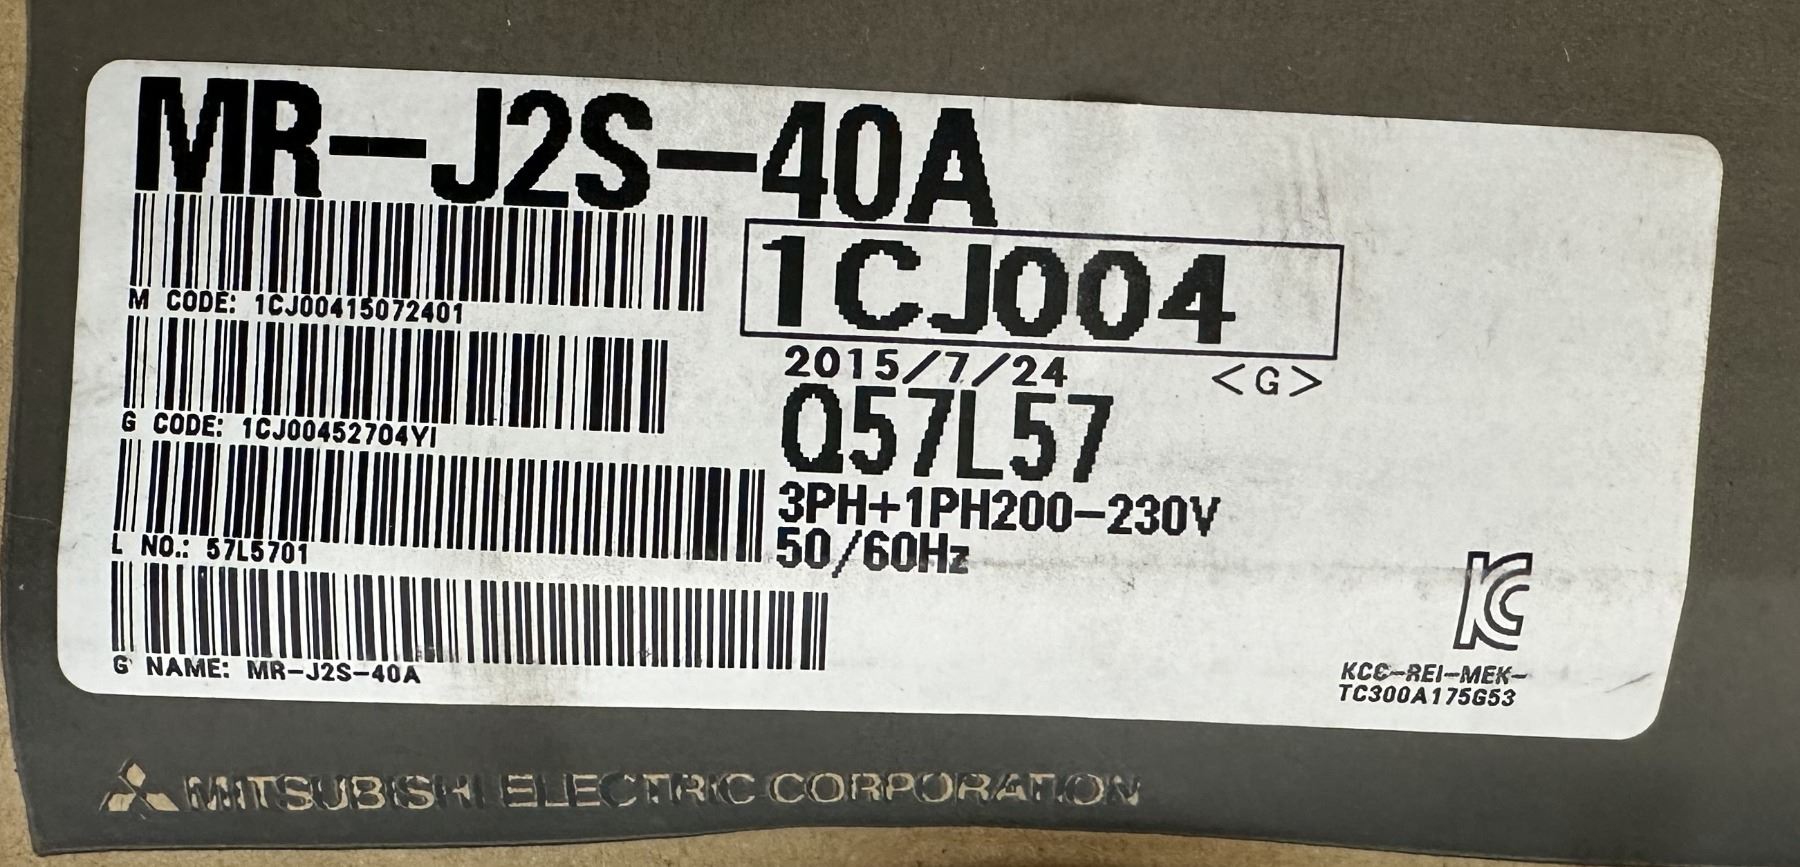 MR-J2S-40A
1CJ004
M CODE: 1CJ00415072401
2015/7/24 <G>
G CODE: 1CJ00452704YI
Q57L57
3PH+1PH200-230V
50/60Hz
L NO.: 57L5701
G NAME: MR-J2S-40A
KC
KCC-REI-MEK-
TC300A175G53
MITSUBISHI ELECTRIC CORPORATION